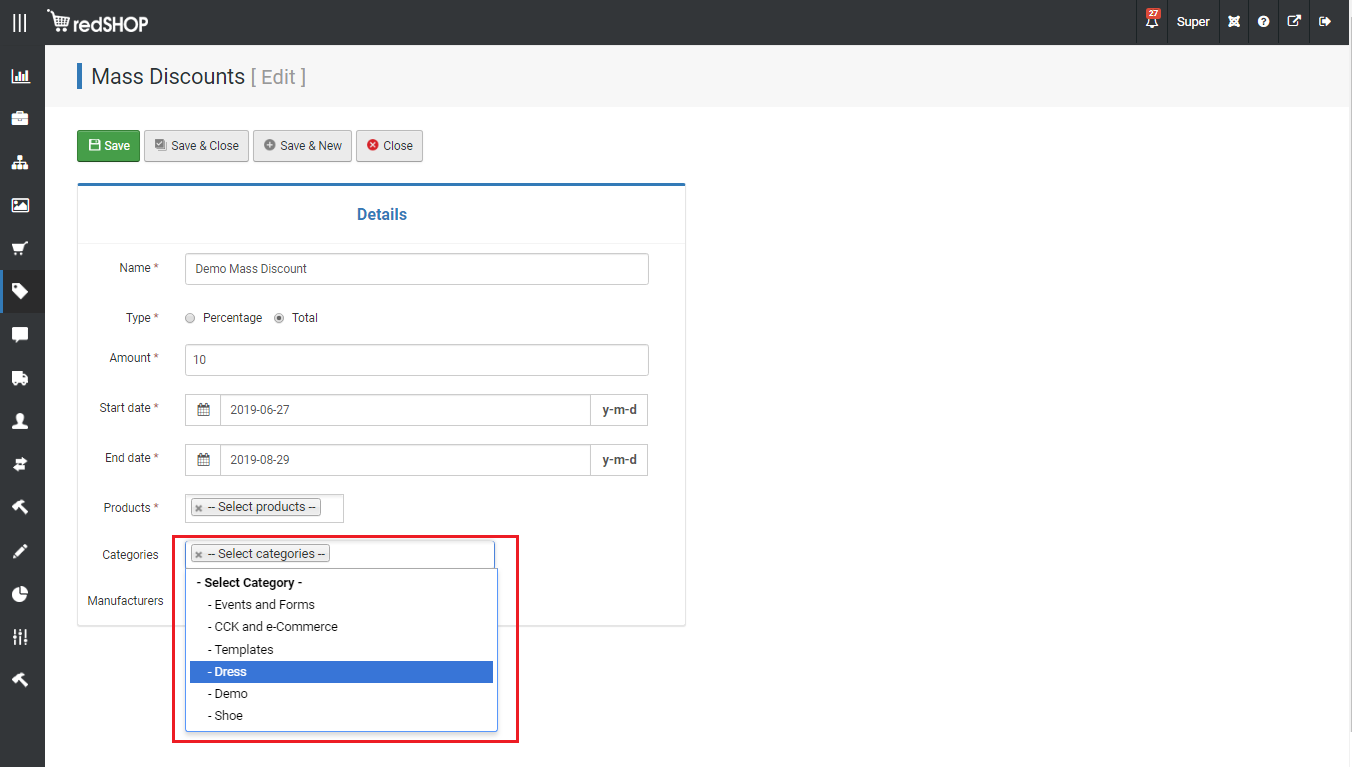 redSHOP
27
Super
Mass Discounts [ Edit ]
Save
Save & Close
Save & New
Close
Details
Name *
Demo Mass Discount
Type *
Percentage
Total
Amount *
10
Start date *
2019-06-27
y-m-d
End date *
2019-08-29
y-m-d
Products *
-- Select products --
Categories
-- Select categories --
- Select Category -
- Events and Forms
- CCK and e-Commerce
- Templates
- Dress
- Demo
- Shoe
Manufacturers